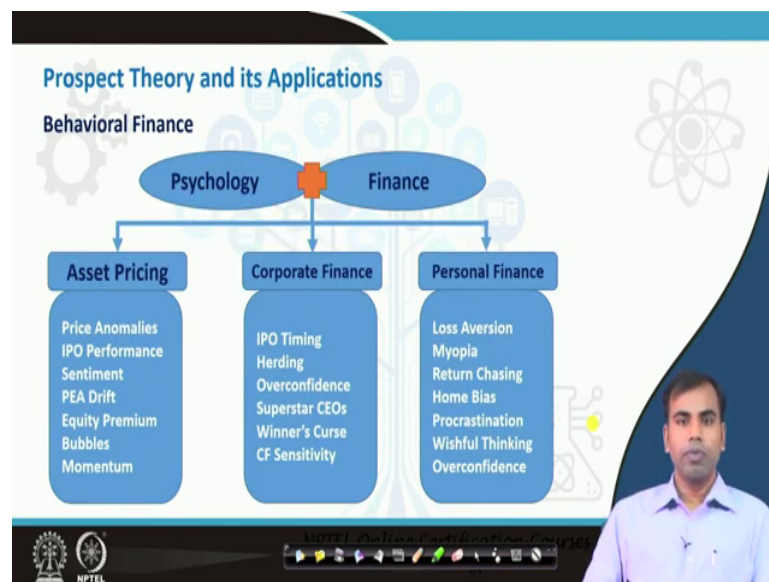 Prospect Theory and its Applications
Behavioral Finance
Psychology
Finance
Asset Pricing
Price Anomalies
IPO Performance
Sentiment
PEA Drift
Equity Premium
Bubbles
Momentum
Corporate Finance
IPO Timing
Herding
Overconfidence
Superstar CEOs
Winner's Curse
CF Sensitivity
Personal Finance
Loss Aversion
Myopia
Return Chasing
Home Bias
Procrastination
Wishful Thinking
Overconfidence
NPTEL
NPTEL Online Certification Courses